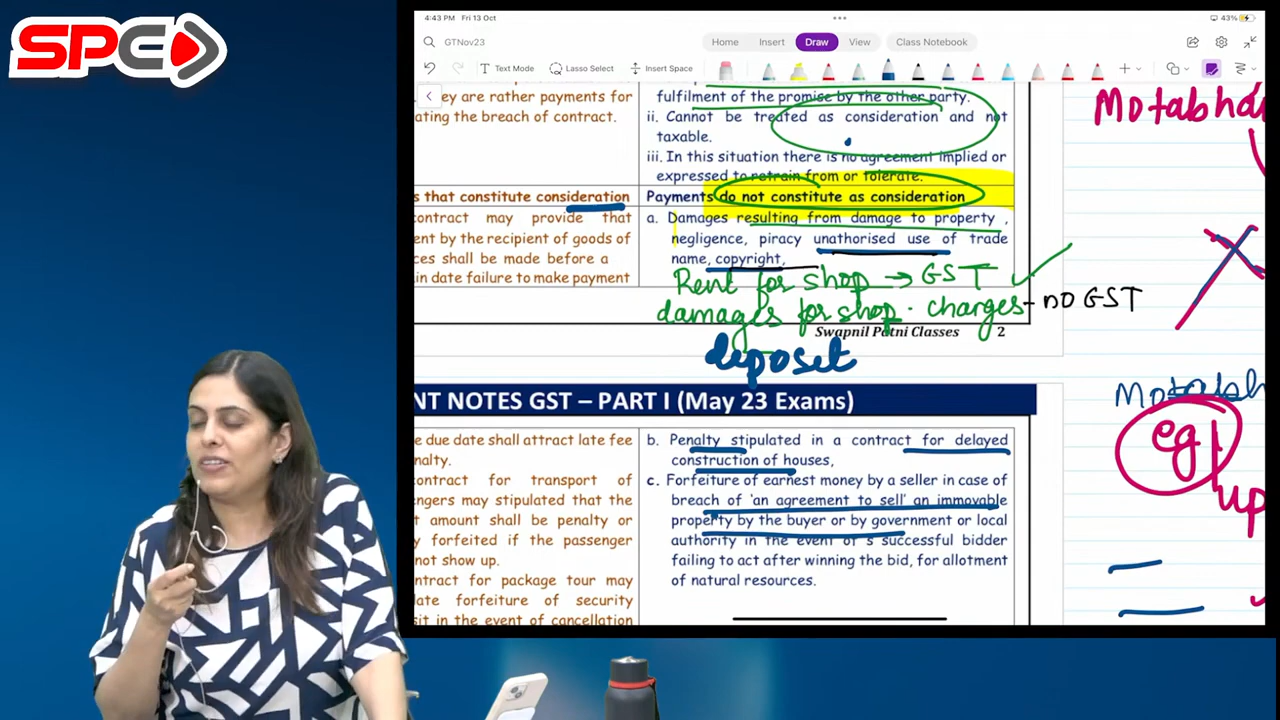 SPC
4:43 PM Fri 13 Oct
43%
GTNov23
Home Insert Draw View Class Notebook
Text Mode Lasso Select Insert Space
ey are rather payments for
ating the breach of contract.
fulfilment of the promise by the other party.
ii. Cannot be treated as consideration and not
taxable.
iii. In this situation there is no agreement implied or
expressed to retrain from or tolerate.
s that constitute consideration
Payments do not constitute as consideration
contract may provide that
ent by the recipient of goods of
ces shall be made before a
in date failure to make payment
a. Damages resulting from damage to property ,
negligence, piracy unathorised use of trade
name, copyright,
Rent for shop → GST
damages for shop. charges - no GST
Swapnil Patni Classes 2
deposet
Motabha
NT NOTES GST – PART I (May 23 Exams)
e due date shall attract late fee
nalty.
contract for transport of
ngers may stipulated that the
t amount shall be penalty or
y forfeited if the passenger
not show up.
ntract for package tour may
late forfeiture of security
sit in the event of cancellation
b. Penalty stipulated in a contract for delayed
construction of houses,
c. Forfeiture of earnest money by a seller in case of
breach of 'an agreement to sell' an immovable
property by the buyer or by government or local
authority in the event of s successful bidder
failing to act after winning the bid, for allotment
of natural resources.
Motabh
eg
up